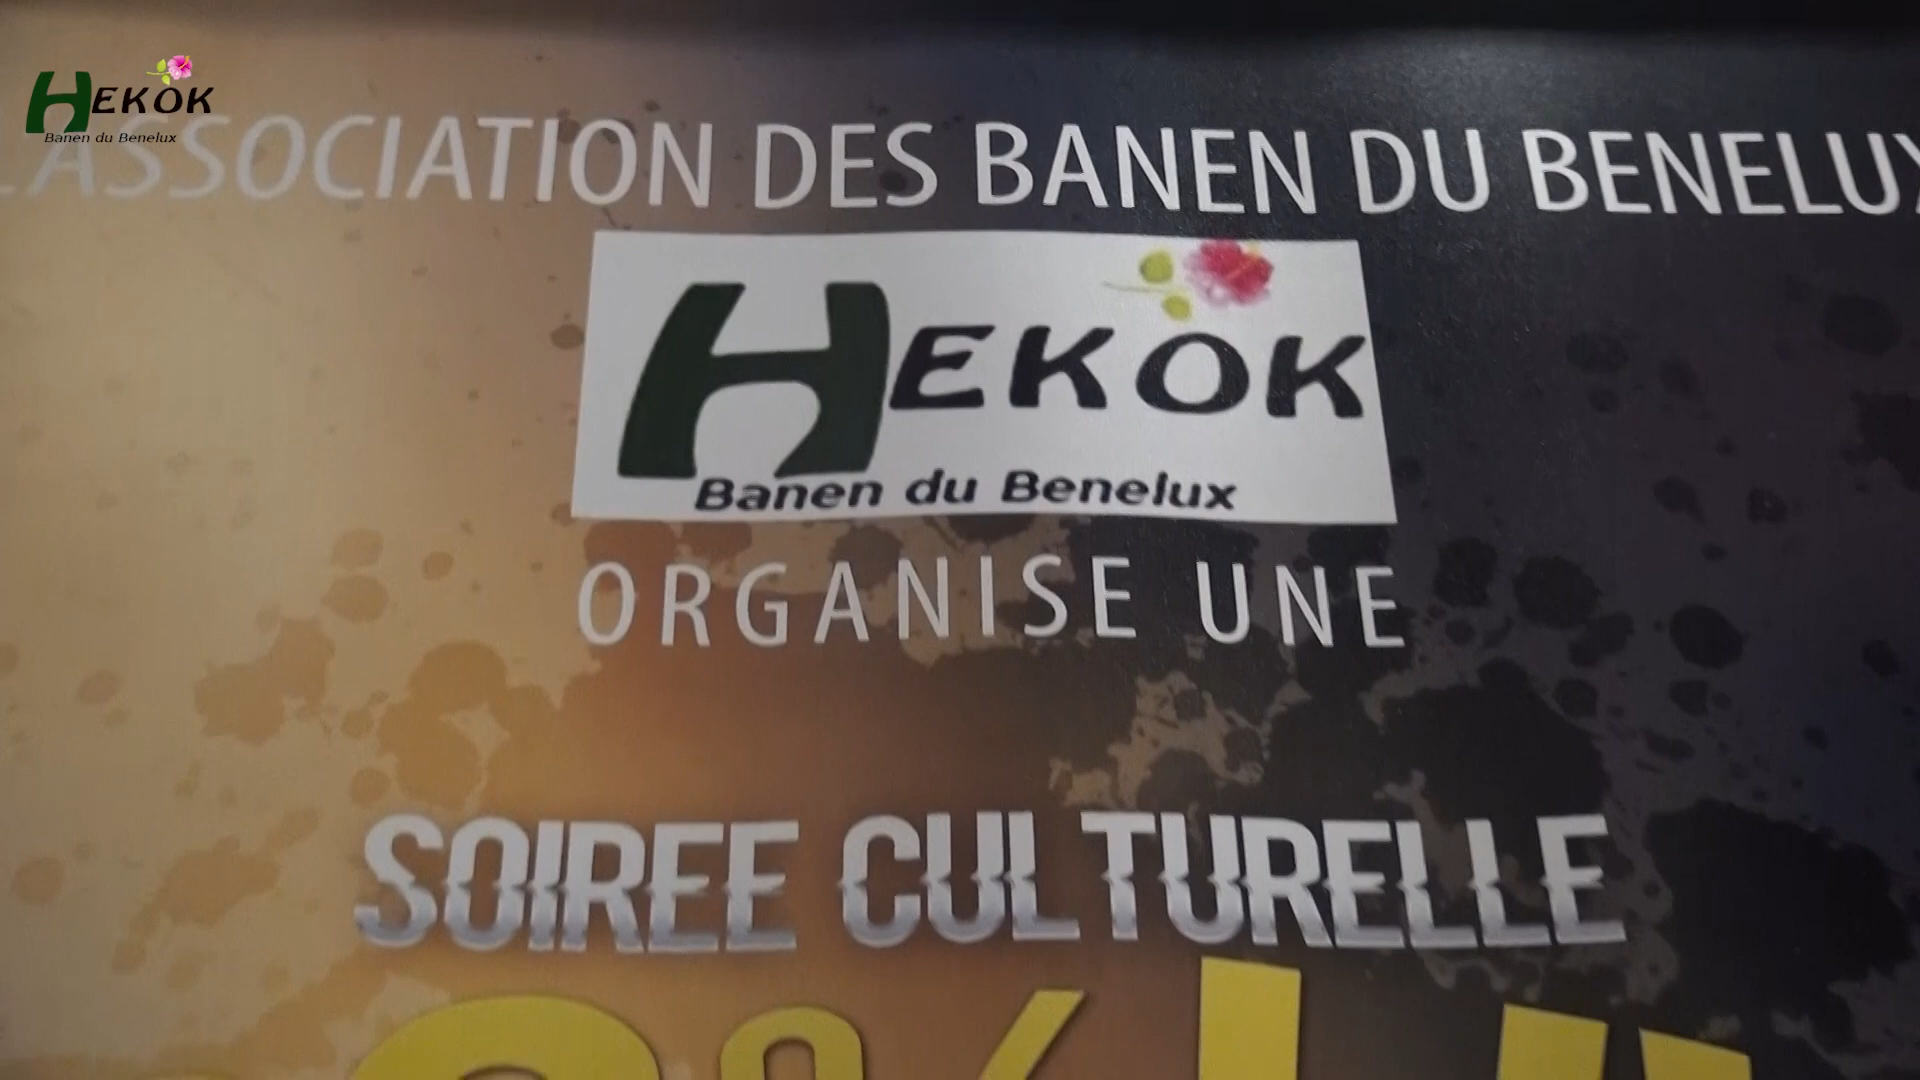 HEKOK
Banen du Benelux
L'ASSOCIATION DES BANEN DU BENELUX
HEKOK
Banen du Benelux
ORGANISE UNE
SOIREE CULTURELLE